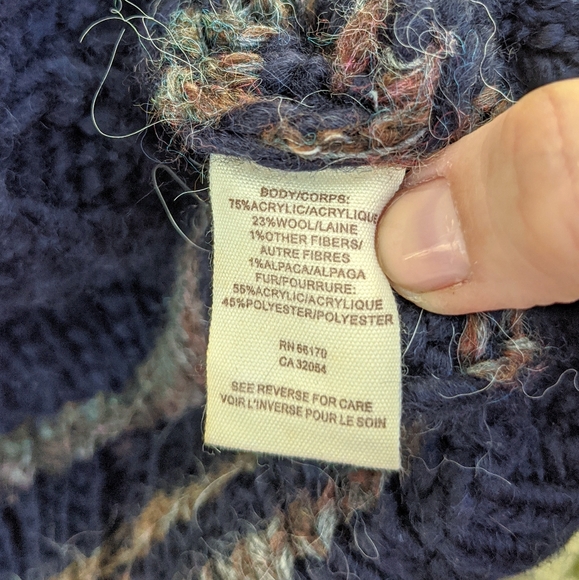 BODY/CORPS:
75%ACRYLIC/ACRYLIQUE
23%WOOL/LAINE
1%OTHER FIBERS/
AUTRE FIBRES
1%ALPACA/ALPAGA
FUR/FOURRURE:
55%ACRYLIC/ACRYLIQUE
45%POLYESTER/POLYESTER
RN 56170
CA 32054
SEE REVERSE FOR CARE
VOIR L'INVERSE POUR LE SOIN